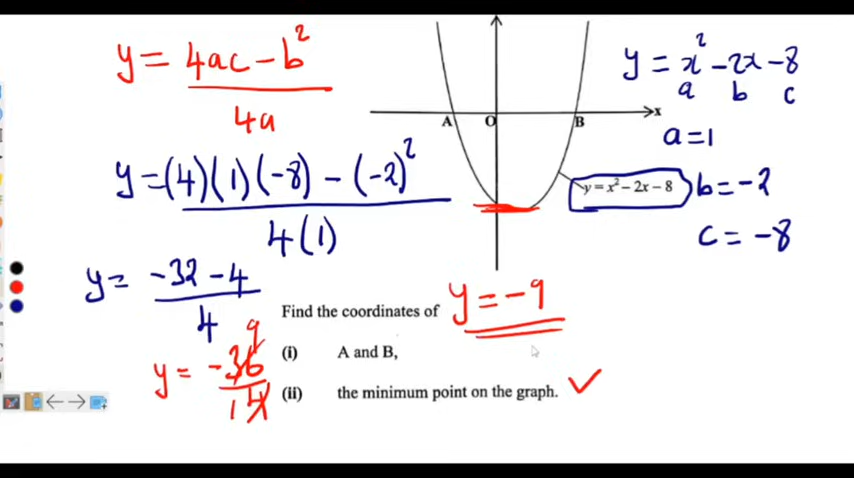 y = 4ac - b²
4a
y = x² - 2x - 8
a b c
a = 1
A O B x
y = (4)(1)(-8) - (-2)²
4(1)
y = x² - 2x - 8
b = -2
c = -8
y = -32 - 4
4
Find the coordinates of
y = -9
(i) A and B,
y = -36
9
4
1
(ii) the minimum point on the graph. ✓